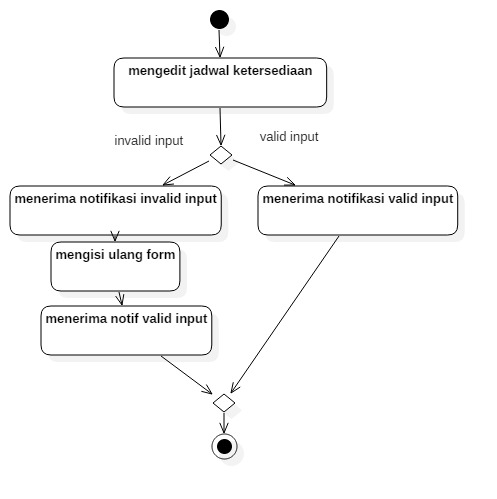 mengedit jadwal ketersediaan
invalid input
valid input
menerima notifikasi invalid input
menerima notifikasi valid input
mengisi ulang form
menerima notif valid input